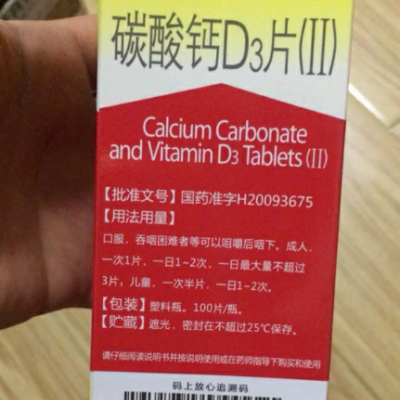 碳酸钙D3片(II)
Calcium Carbonate
and Vitamin D3 Tablets (II)
【批准文号】国药准字H20093675
【用法用量】
口服，吞咽困难者等可以咀嚼后咽下。成人，
一次1片，一日1~2次，一日最大量不超过
3片；儿童，一次半片，一日1~2次。
【包装】塑料瓶。100片/瓶。
【贮藏】遮光，密封在不超过25℃保存。
请仔细阅读说明书并按说明使用或在药师指导下购买和使用
码上放心追溯码